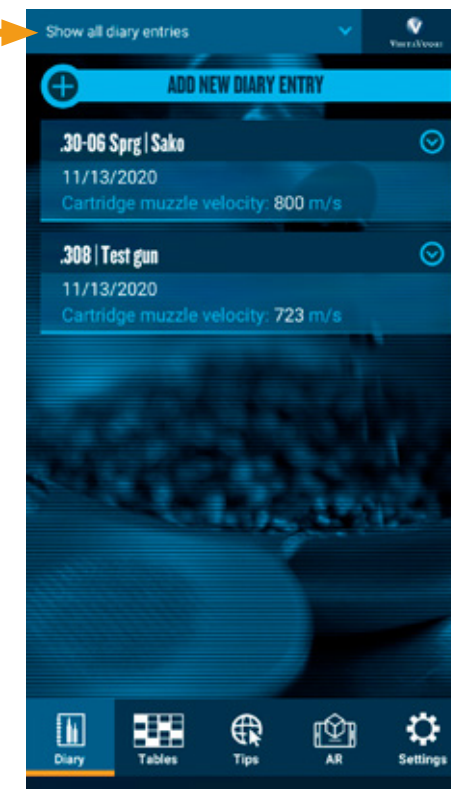 Show all diary entries
VIHTAVUORI
ADD NEW DIARY ENTRY
.30-06 Sprg | Sako
11/13/2020
Cartridge muzzle velocity: 800 m/s
.308 | Test gun
11/13/2020
Cartridge muzzle velocity: 723 m/s
Diary
Tables
Tips
AR
Settings